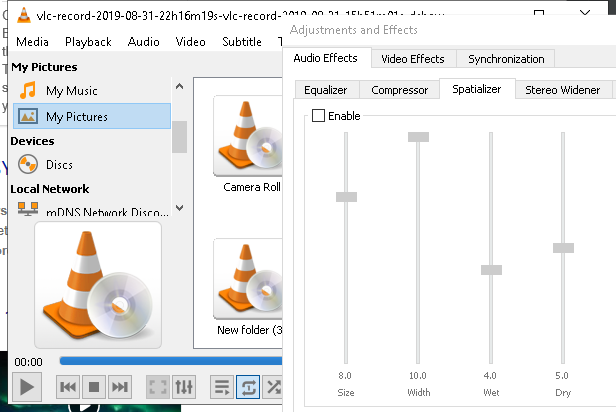 vlc-record-2019-08-31-22h16m19s-vlc-record-2019-08-31-15h51m01s-dshow
Media Playback Audio Video Subtitle
Adjustments and Effects
Audio Effects Video Effects Synchronization
Equalizer Compressor Spatializer Stereo Widener
Enable
My Pictures
My Music
My Pictures
Devices
Discs
Local Network
mDNS Network Disco...
Camera Roll
New folder (3
00:00
8.0 10.0 4.0 5.0
Size Width Wet Dry